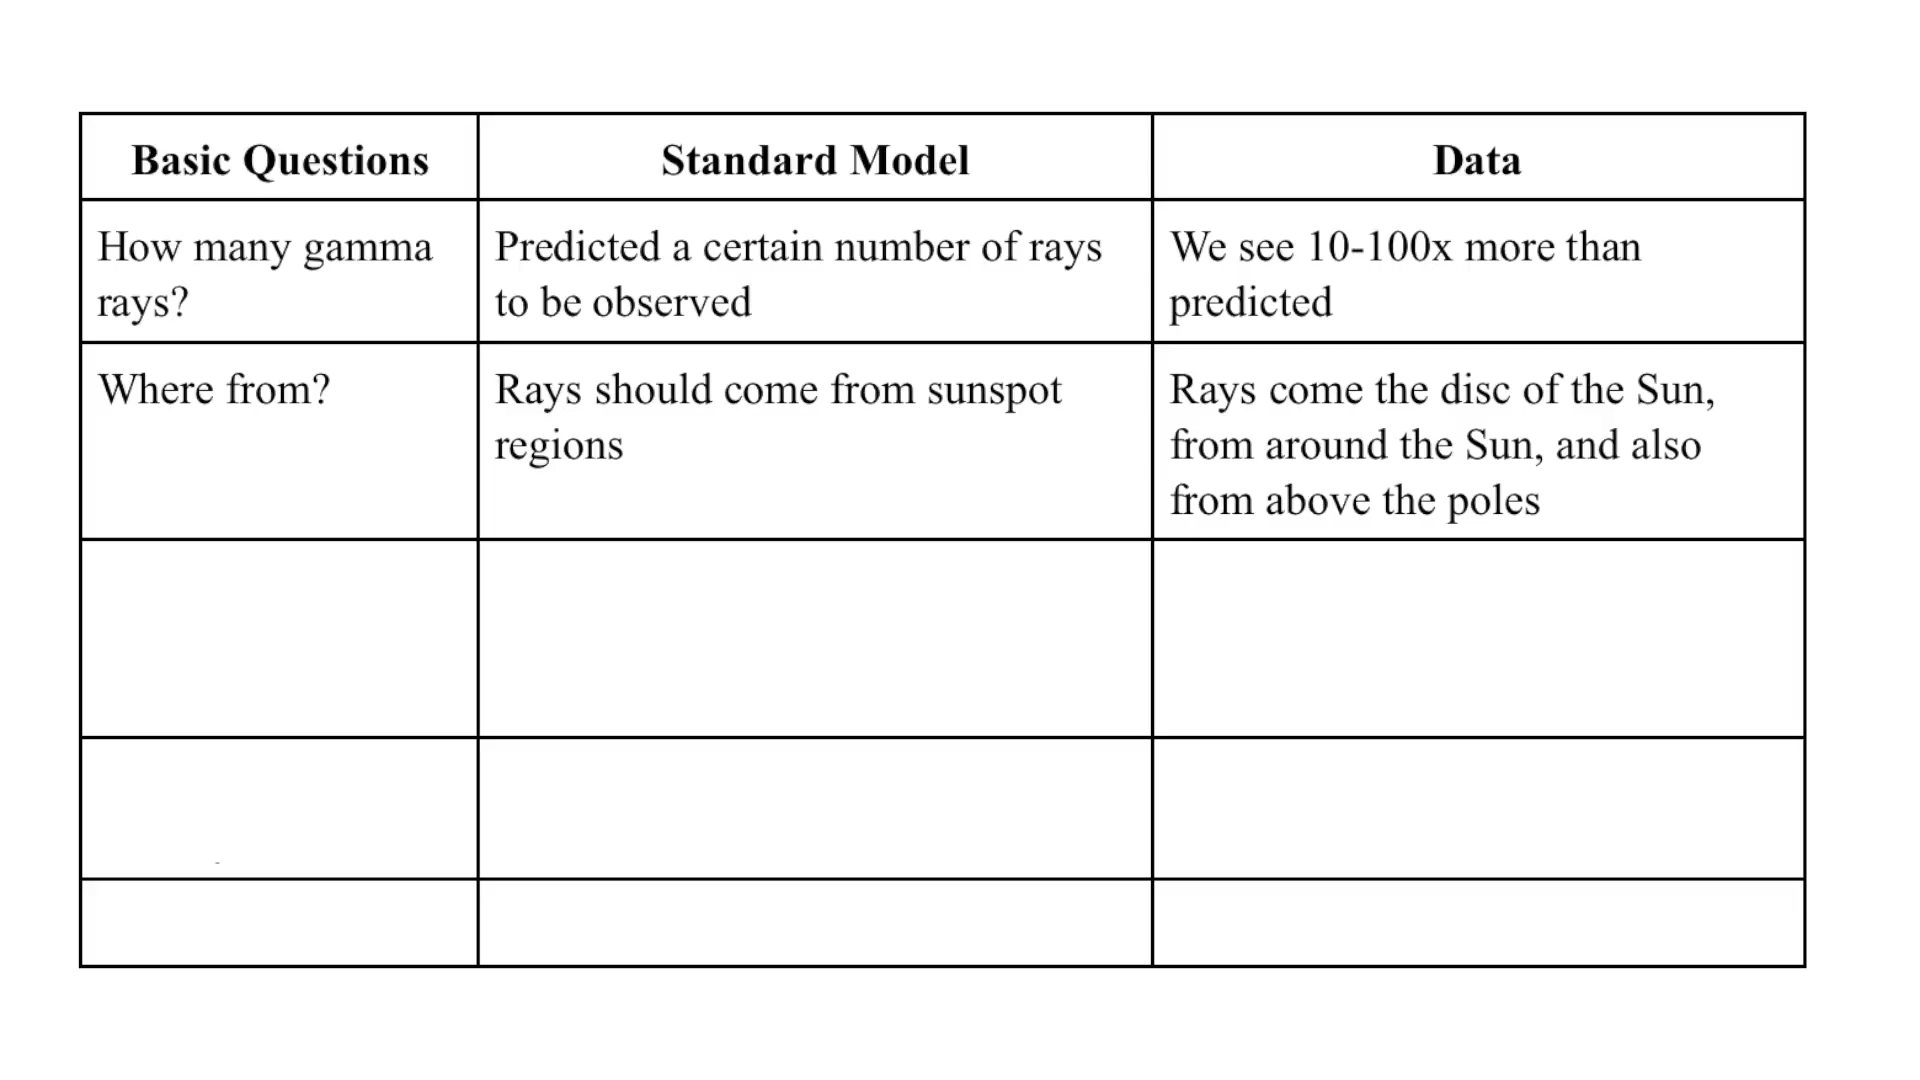 Basic Questions
Standard Model
Data
How many gamma
rays?
Predicted a certain number of rays
to be observed
We see 10-100x more than
predicted
Where from?
Rays should come from sunspot
regions
Rays come the disc of the Sun,
from around the Sun, and also
from above the poles